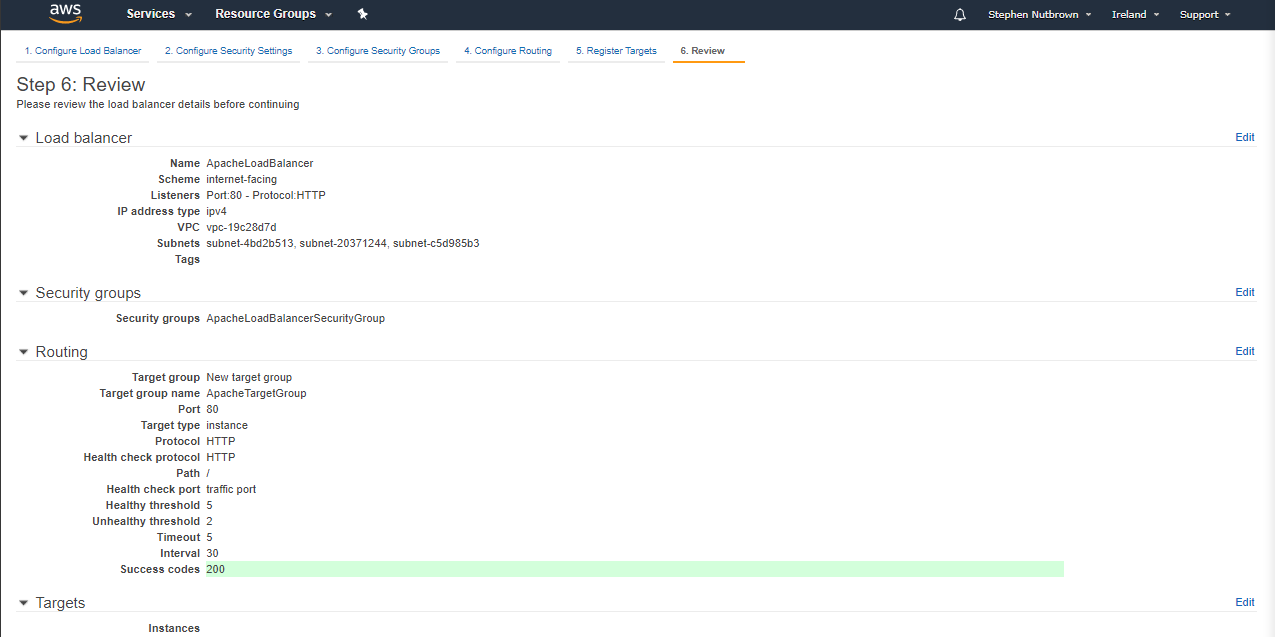 aws Services Resource Groups Stephen Nutbrown Ireland Support
1. Configure Load Balancer 2. Configure Security Settings 3. Configure Security Groups 4. Configure Routing 5. Register Targets 6. Review
Step 6: Review
Please review the load balancer details before continuing
Load balancer Edit
Name ApacheLoadBalancer
Scheme internet-facing
Listeners Port:80 - Protocol:HTTP
IP address type ipv4
VPC vpc-19c28d7d
Subnets subnet-4bd2b513, subnet-20371244, subnet-c5d985b3
Tags
Security groups Edit
Security groups ApacheLoadBalancerSecurityGroup
Routing Edit
Target group New target group
Target group name ApacheTargetGroup
Port 80
Target type instance
Protocol HTTP
Health check protocol HTTP
Path /
Health check port traffic port
Healthy threshold 5
Unhealthy threshold 2
Timeout 5
Interval 30
Success codes 200
Targets Edit
Instances